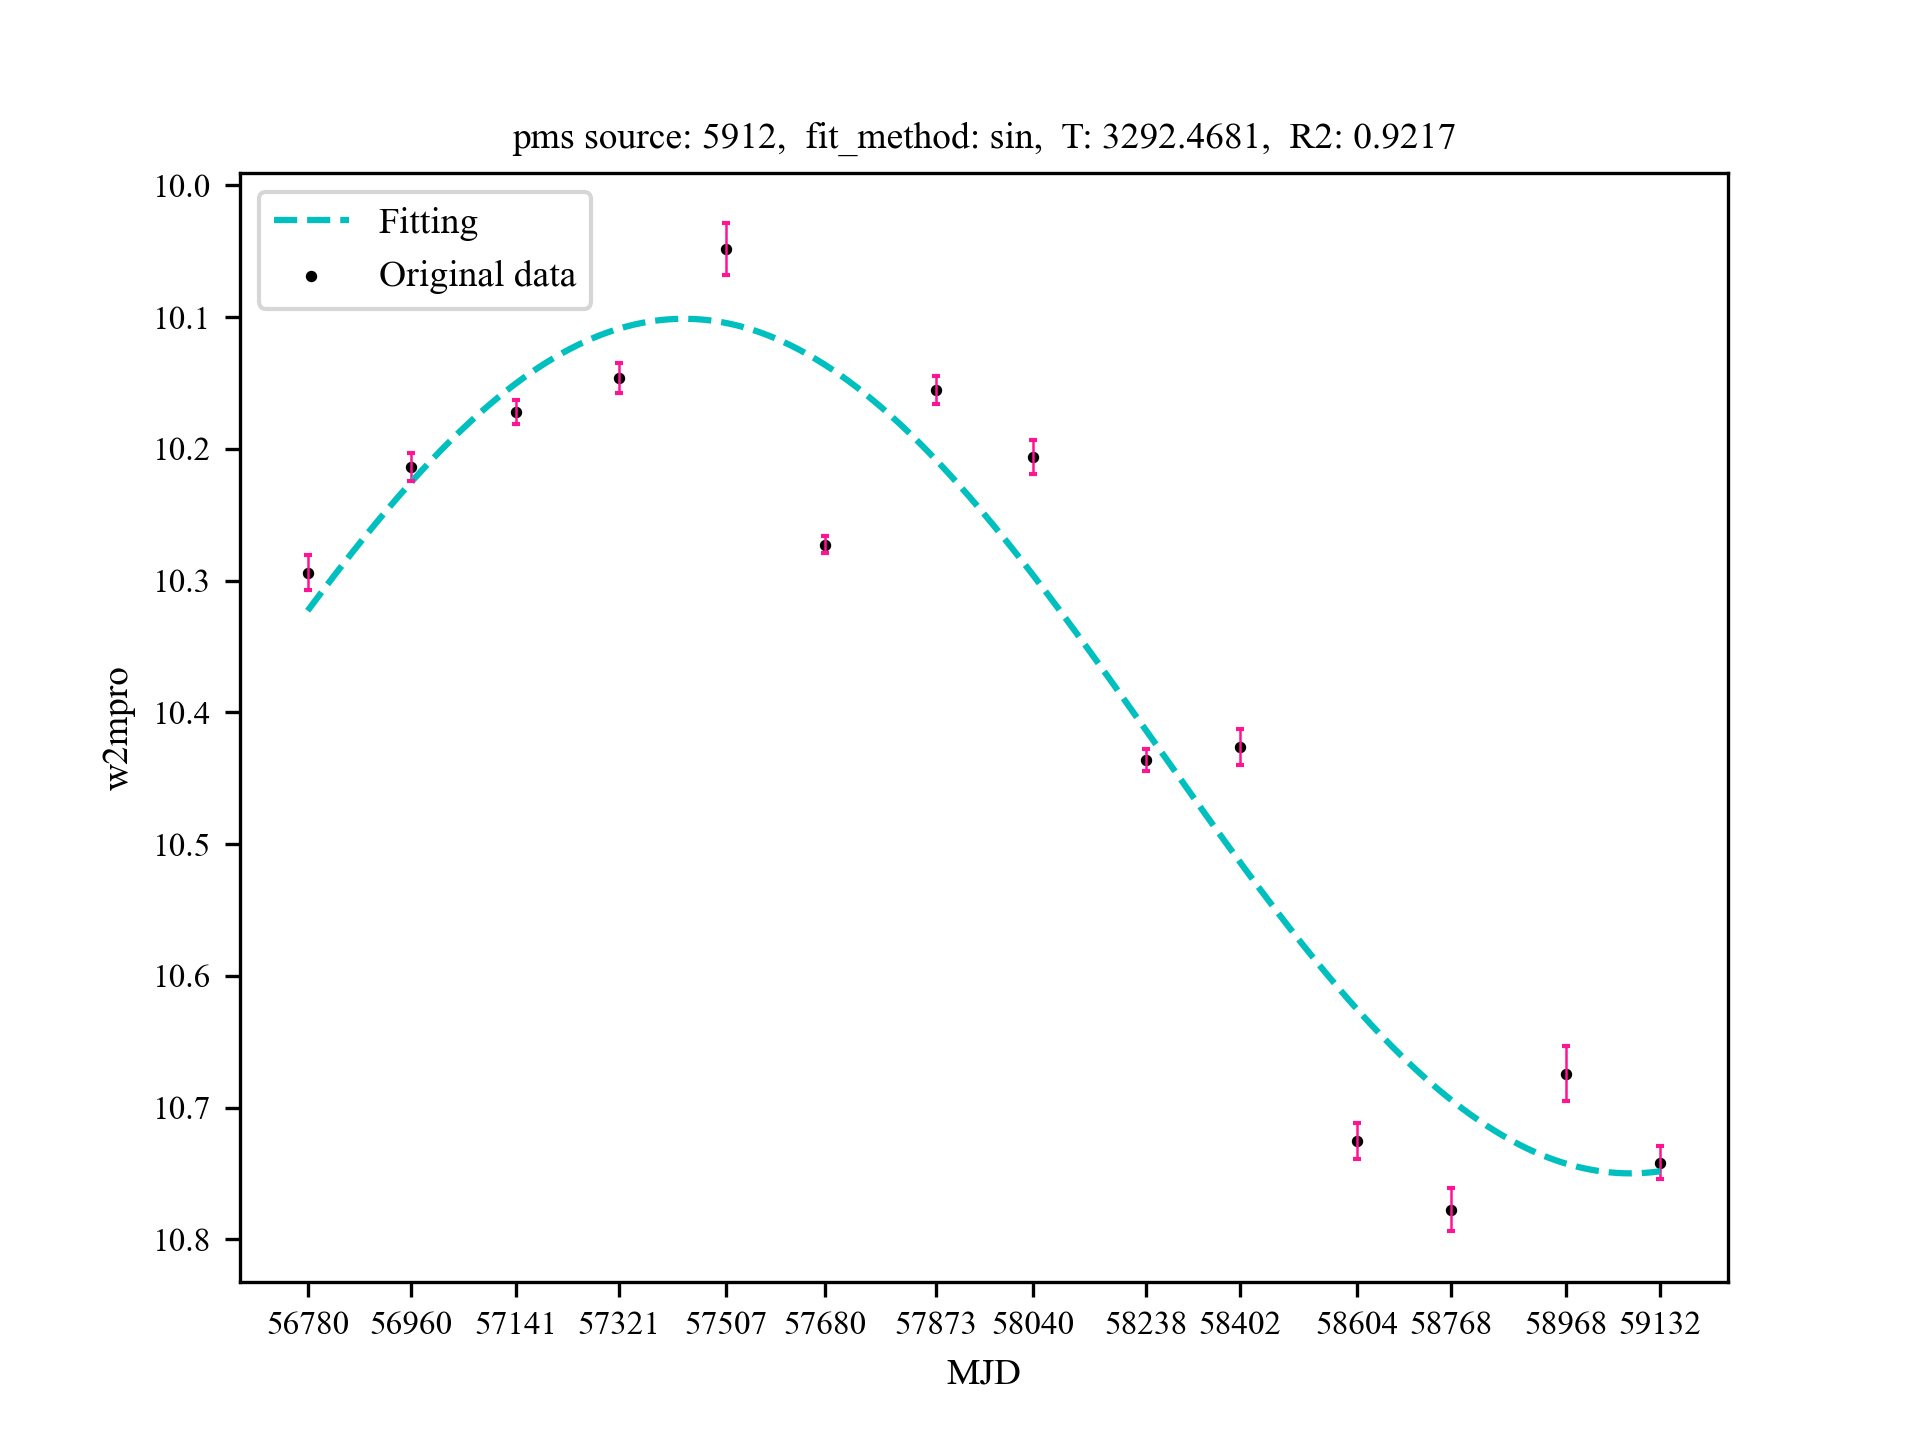 pms source: 5912,  fit_method: sin,  T: 3292.4681,  R2: 0.9217
Fitting
Original data
10.0
10.1
10.2
10.3
10.4
10.5
10.6
10.7
10.8
w2mpro
56780 56960 57141 57321 57507 57680 57873 58040 58238 58402 58604 58768 58968 59132
MJD